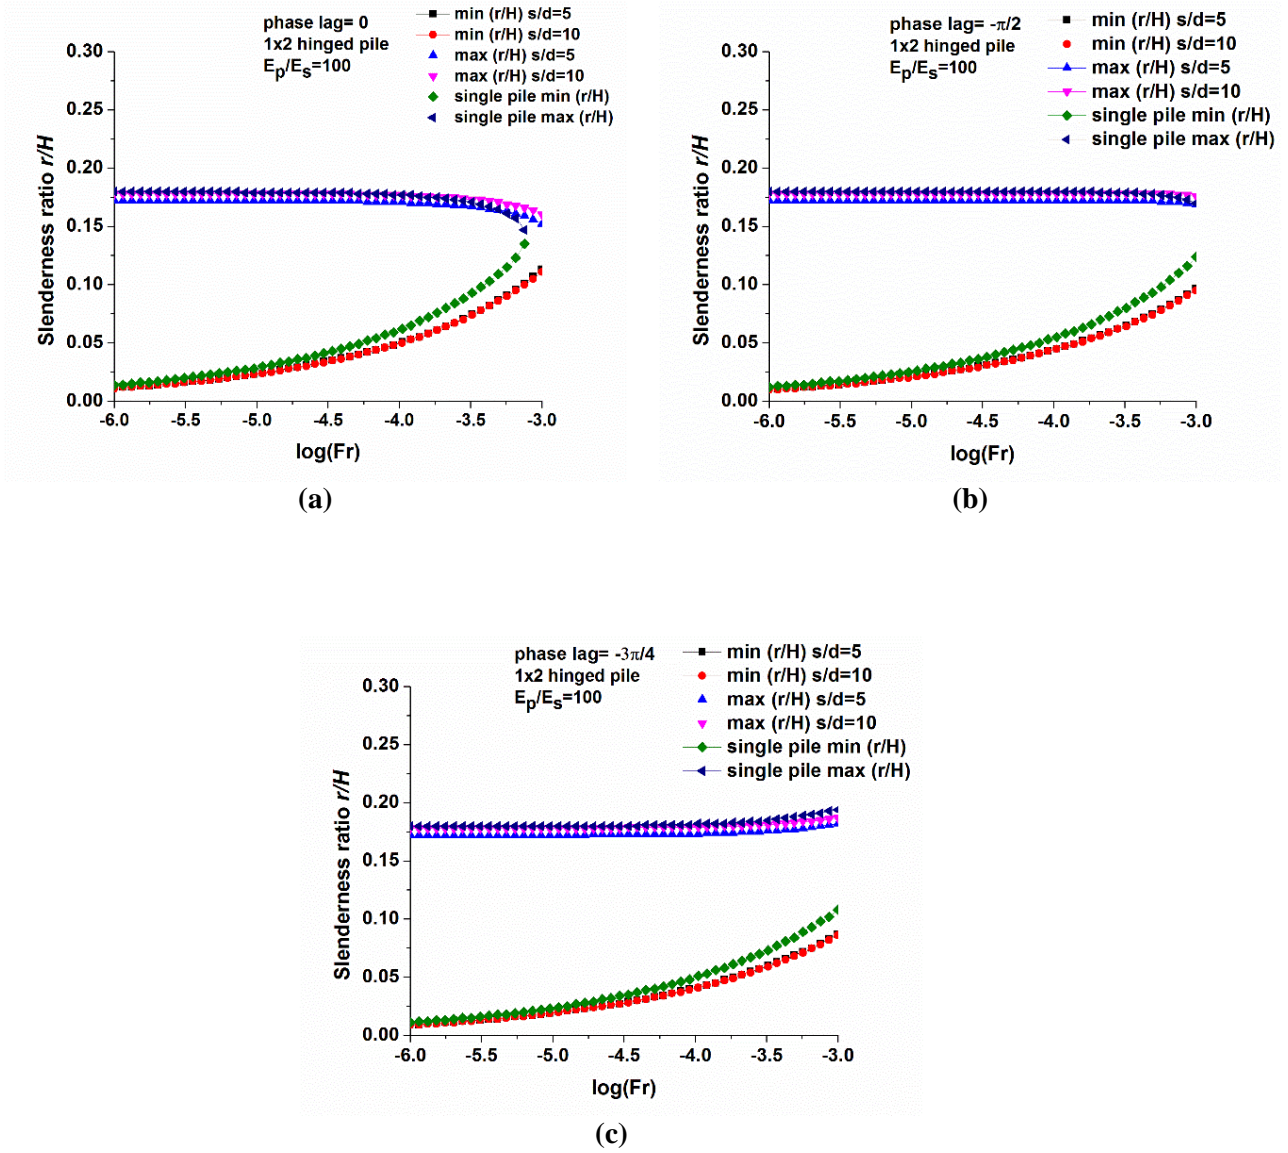 phase lag= 0
1x2 hinged pile
Ep/Es=100
min (r/H) s/d=5
min (r/H) s/d=10
max (r/H) s/d=5
max (r/H) s/d=10
single pile min (r/H)
single pile max (r/H)
Slenderness ratio r/H
0.30
0.25
0.20
0.15
0.10
0.05
0.00
-6.0 -5.5 -5.0 -4.5 -4.0 -3.5 -3.0
log(Fr)
(a)
phase lag= -π/2
1x2 hinged pile
Ep/Es=100
min (r/H) s/d=5
min (r/H) s/d=10
max (r/H) s/d=5
max (r/H) s/d=10
single pile min (r/H)
single pile max (r/H)
Slenderness ratio r/H
0.30
0.25
0.20
0.15
0.10
0.05
0.00
-6.0 -5.5 -5.0 -4.5 -4.0 -3.5 -3.0
log(Fr)
(b)
phase lag= -3π/4
1x2 hinged pile
Ep/Es=100
min (r/H) s/d=5
min (r/H) s/d=10
max (r/H) s/d=5
max (r/H) s/d=10
single pile min (r/H)
single pile max (r/H)
Slenderness ratio r/H
0.30
0.25
0.20
0.15
0.10
0.05
0.00
-6.0 -5.5 -5.0 -4.5 -4.0 -3.5 -3.0
log(Fr)
(c)